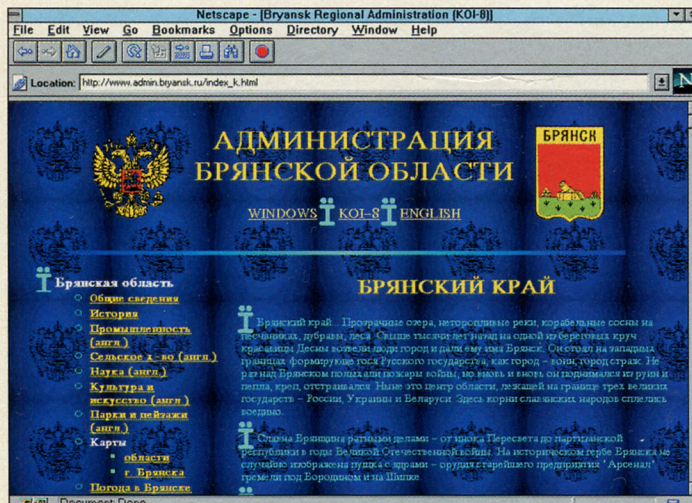 Netscape - [Bryansk Regional Administration (KOI-8)]
File Edit View Go Bookmarks Options Directory Window Help
Location: http://www.admin.bryansk.ru/index_k.html
АДМИНИСТРАЦИЯ
БРЯНСКОЙ ОБЛАСТИ
БРЯНСК
WINDOWS KOI-8 ENGLISH
Брянская область
Общие сведения
История
Промышленность
(англ.)
Сельское х-во (англ.)
Наука (англ.)
Культура и
искусство (англ.)
Парки и пейзажи
(англ.)
Карты
области
г. Брянска
Погода в Брянске
БРЯНСКИЙ КРАЙ
Брянский край... Прозрачные озера, неторопливые реки, корабельные сосны на
песчаниках, дубравы, леса. Свыше тысячи лет назад на одной из береговых круч
красавицы Десны возвели люди город и дали ему имя Брянск. Он стоял на западных
границах формирующегося Русского государства, как город - воин, город страж. Не
раз над Брянском полыхали пожары войны, но вновь и вновь он поднимался из руин и
пепла, креп, отстраивался. Ныне это центр области, лежащей на границе трех великих
государств - России, Украины и Беларуси. Здесь корни славянских народов сплелись
воедино.
Славна Брянщина ратными делами - от инока Пересвета до партизанской
республики в годы Великой Отечественной войны. На историческом гербе Брянска не
случайно изображена пушка с ядрами - орудия старейшего предприятия "Арсенал"
гремели под Бородином и на Шипке.
Document: Done